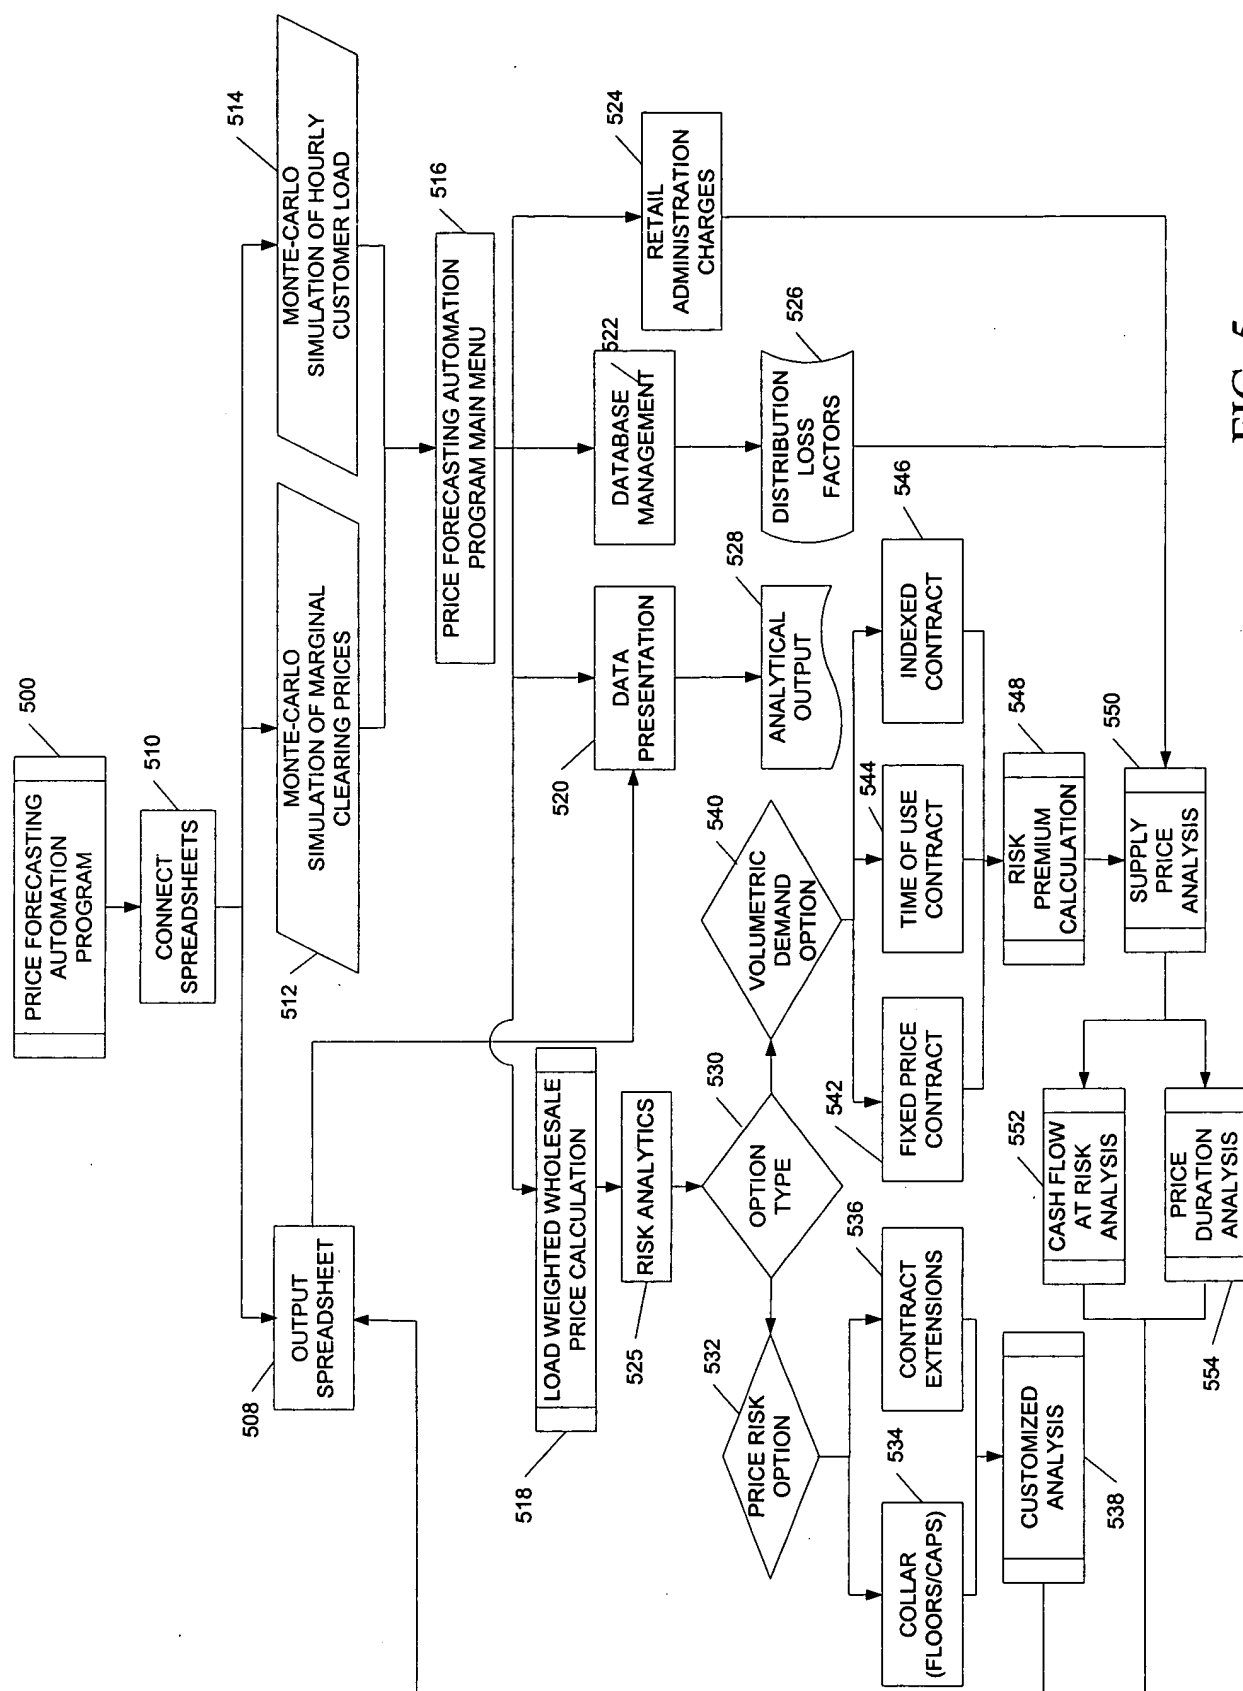 500
PRICE FORECASTING
AUTOMATION
PROGRAM
510
CONNECT
SPREADSHEETS
508
OUTPUT
SPREADSHEET
512
MONTE-CARLO
SIMULATION OF MARGINAL
CLEARING PRICES
514
MONTE-CARLO
SIMULATION OF HOURLY
CUSTOMER LOAD
516
PRICE FORECASTING AUTOMATION
PROGRAM MAIN MENU
518
LOAD WEIGHTED WHOLESALE
PRICE CALCULATION
520
DATA
PRESENTATION
522
DATABASE
MANAGEMENT
524
RETAIL
ADMINISTRATION
CHARGES
525
RISK ANALYTICS
528
ANALYTICAL
OUTPUT
526
DISTRIBUTION
LOSS
FACTORS
530
OPTION
TYPE
532
PRICE RISK
OPTION
540
VOLUMETRIC
DEMAND
OPTION
534
COLLAR
(FLOORS/CAPS)
536
CONTRACT
EXTENSIONS
542
FIXED PRICE
CONTRACT
544
TIME OF USE
CONTRACT
546
INDEXED
CONTRACT
538
CUSTOMIZED
ANALYSIS
548
RISK
PREMIUM
CALCULATION
550
SUPPLY
PRICE
ANALYSIS
552
CASH FLOW
AT RISK
ANALYSIS
554
PRICE
DURATION
ANALYSIS
FIG. 5